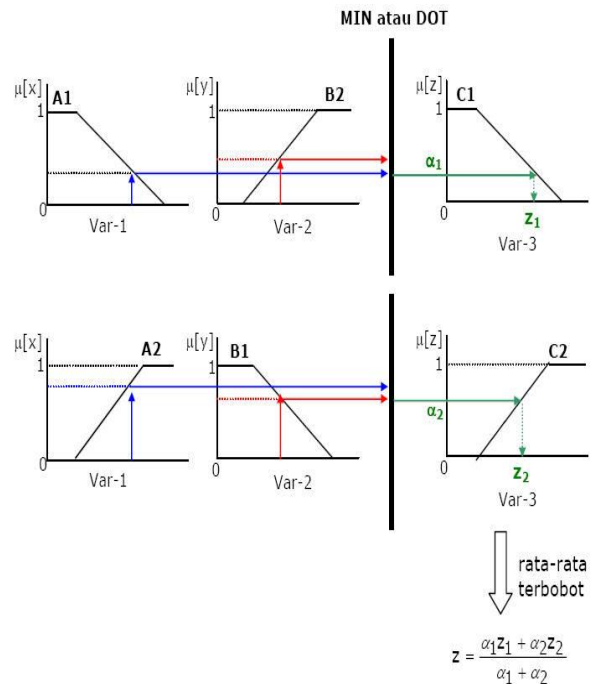 MIN atau DOT
μ[x]
A1
1
0
Var-1
μ[y]
B2
1
0
Var-2
α₁
μ[z]
C1
1
0
z₁
Var-3
μ[x]
A2
1
0
Var-1
μ[y]
B1
1
0
Var-2
α₂
μ[z]
C2
1
0
z₂
Var-3
rata-rata
terbobot
z = (α₁z₁ + α₂z₂) / (α₁ + α₂)